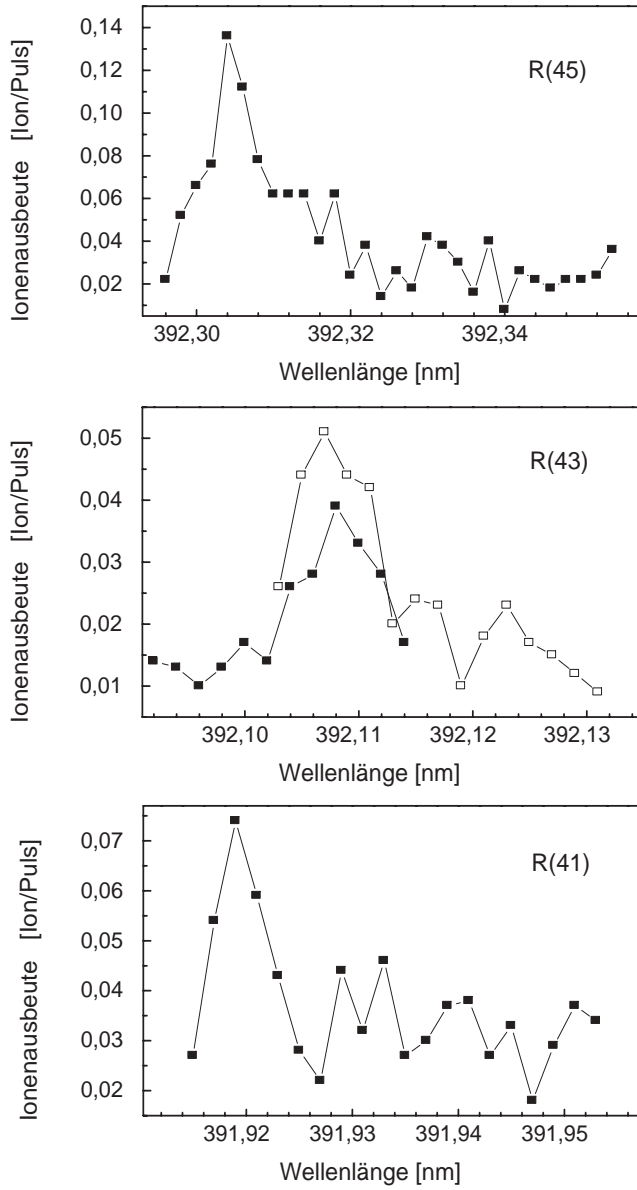 Ionenausbeute [Ion/Puls]
0,14
0,12
0,10
0,08
0,06
0,04
0,02
R(45)
392,30 392,32 392,34
Wellenlänge [nm]
Ionenausbeute [Ion/Puls]
0,05
0,04
0,03
0,02
0,01
R(43)
392,10 392,11 392,12 392,13
Wellenlänge [nm]
Ionenausbeute [Ion/Puls]
0,07
0,06
0,05
0,04
0,03
0,02
R(41)
391,92 391,93 391,94 391,95
Wellenlänge [nm]